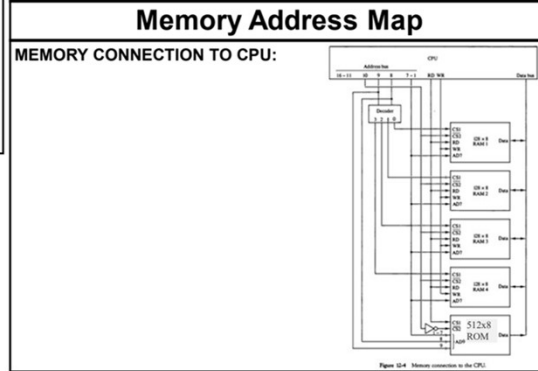 Memory Address Map
MEMORY CONNECTION TO CPU:
CPU
Address bus
16 - 11 10 9 8 7 - 1 RD WR Data bus
Decoder
3 2 1 0
CS1
CS2
RD
WR
AD7
128 × 8
RAM 1
Data
CS1
CS2
RD
WR
AD7
128 × 8
RAM 2
Data
CS1
CS2
RD
WR
AD7
128 × 8
RAM 3
Data
CS1
CS2
RD
WR
AD7
128 × 8
RAM 4
Data
CS1
CS2
AD9
512x8
ROM
Data
1 - 7
8
9
Figure 12-4 Memory connection to the CPU.